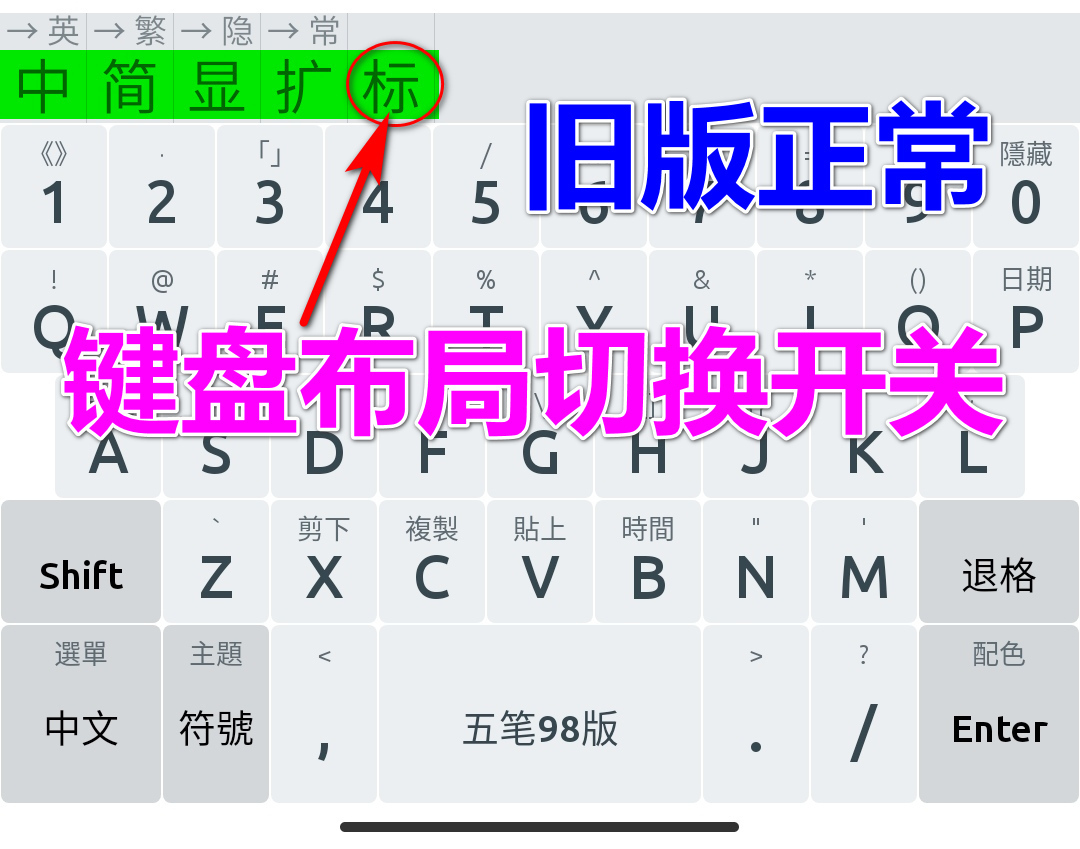 → 英 → 繁 → 隐 → 常
中 简 显 扩 标
旧版正常
《》 · 「」 / 隱藏
1 2 3 4 5 6 7 8 9 0
! @ # $ % ^ & * () 日期
Q W E R T Y U I O P
键盘布局切换开关
A S D F G H J K L
` 剪下 複製 貼上 時間 " '
Shift Z X C V B N M 退格
選單 主題 < > ? 配色
中文 符號 , 五笔98版 . / Enter